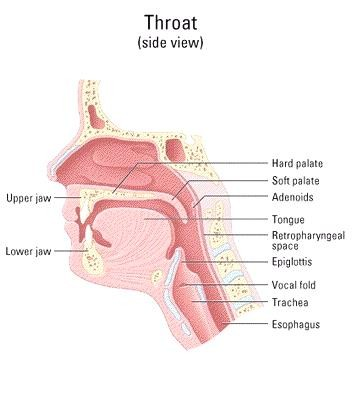 Throat
(side view)
Hard palate
Soft palate
Adenoids
Upper jaw
Tongue
Retropharyngeal
space
Lower jaw
Epiglottis
Vocal fold
Trachea
Esophagus